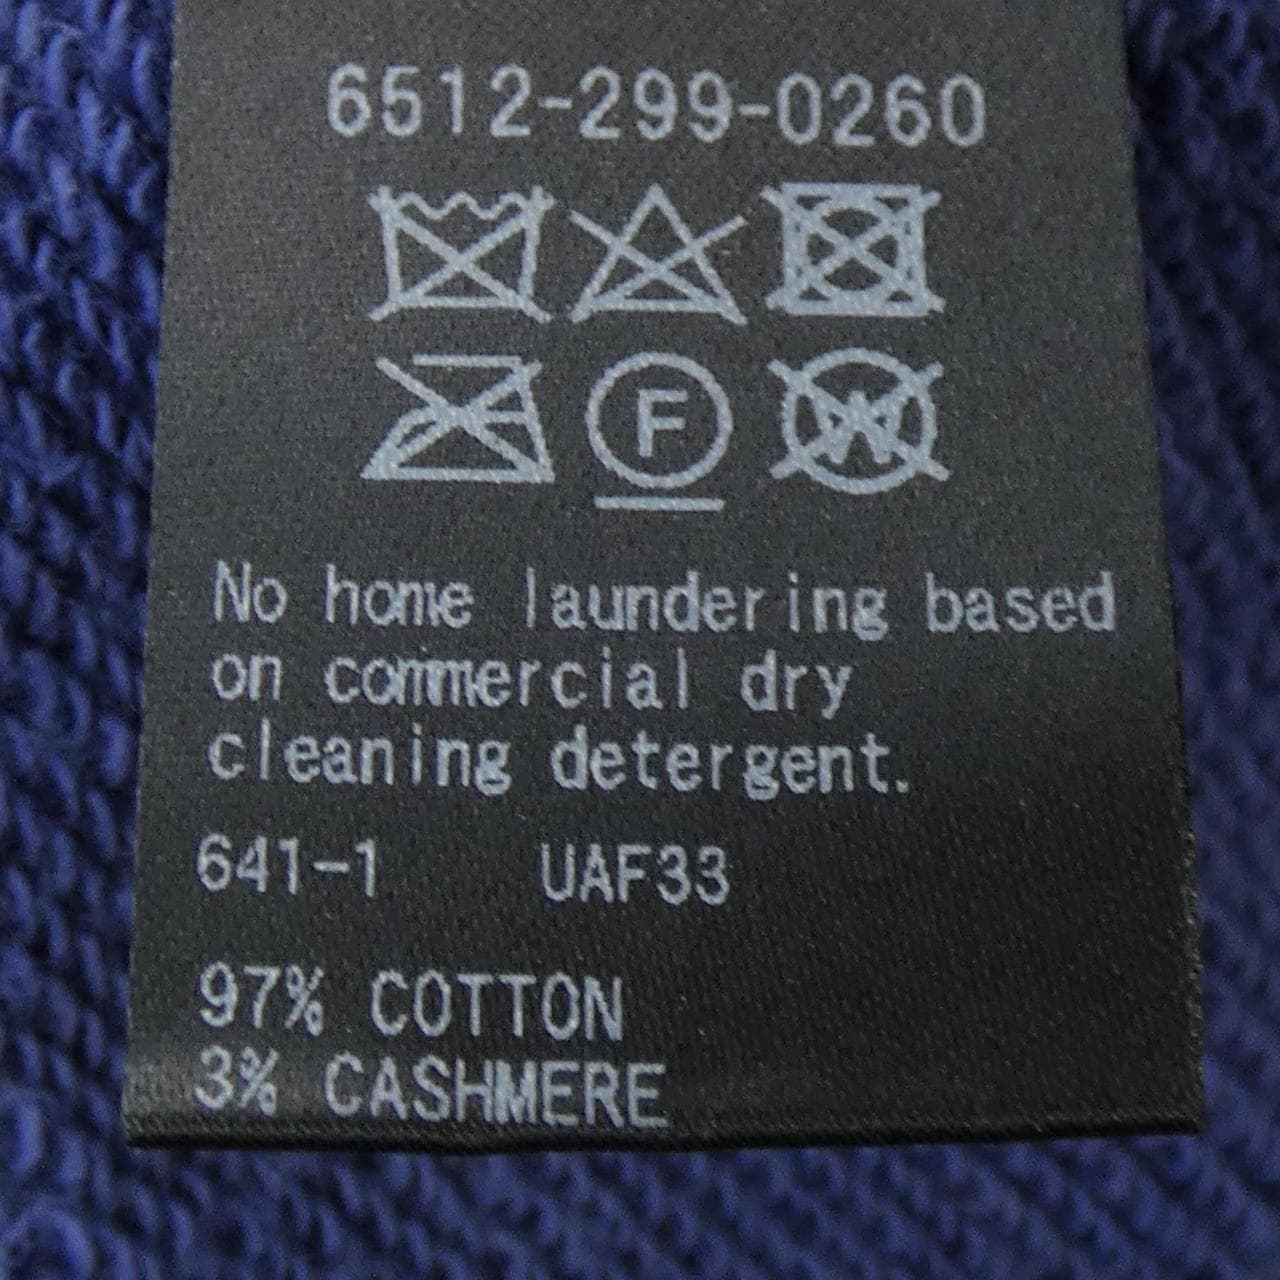 6512-299-0260
F
W
No home laundering based
on commercial dry
cleaning detergent.
641-1 UAF33
97% COTTON
3% CASHMERE